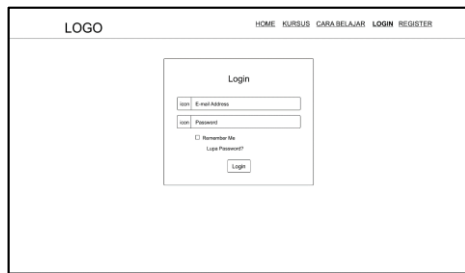 LOGO
HOME KURSUS CARA BELAJAR LOGIN REGISTER
Login
icon E-mail Address
icon Password
Remember Me
Lupa Password?
Login